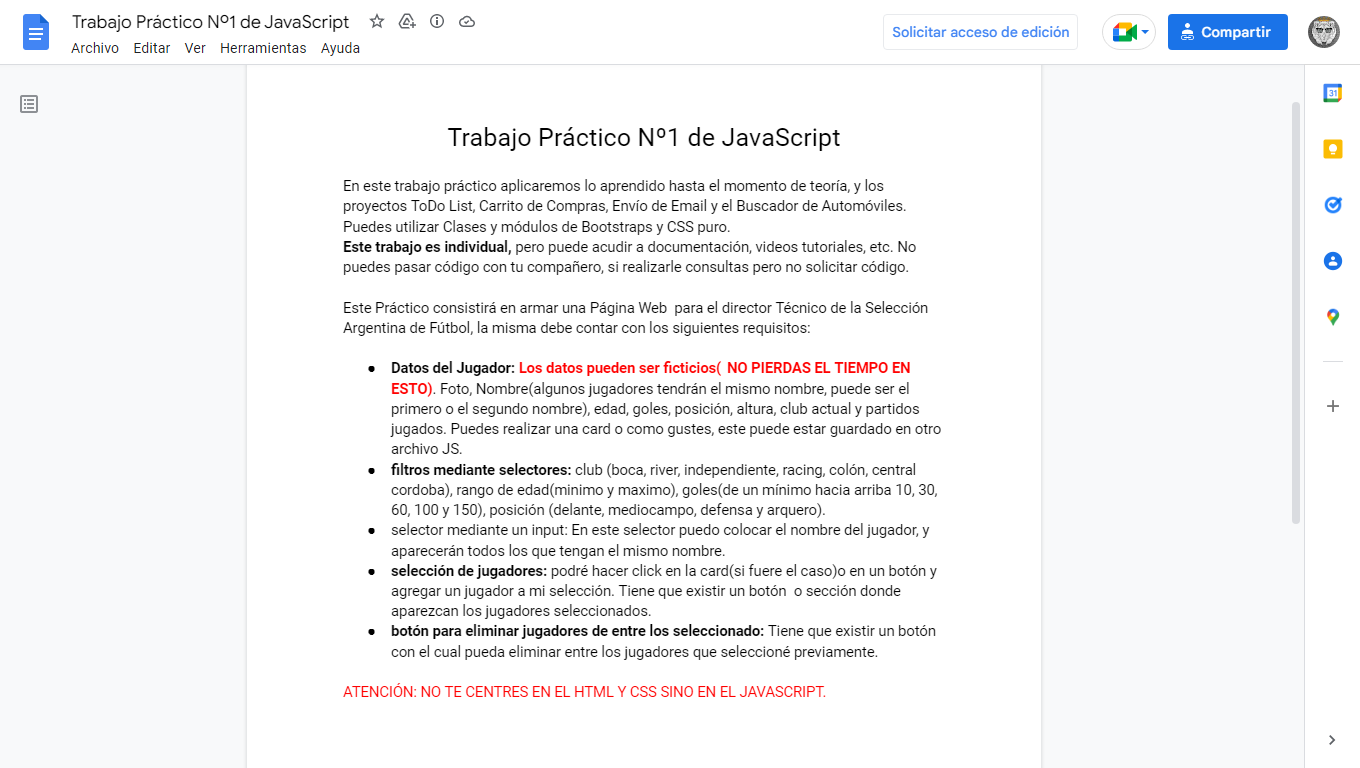 Trabajo Práctico Nº1 de JavaScript
Archivo Editar Ver Herramientas Ayuda
Solicitar acceso de edición
Compartir
31
Trabajo Práctico Nº1 de JavaScript
En este trabajo práctico aplicaremos lo aprendido hasta el momento de teoría, y los
proyectos ToDo List, Carrito de Compras, Envío de Email y el Buscador de Automóviles.
Puedes utilizar Clases y módulos de Bootstraps y CSS puro.
Este trabajo es individual, pero puede acudir a documentación, videos tutoriales, etc. No
puedes pasar código con tu compañero, si realizarle consultas pero no solicitar código.
Este Práctico consistirá en armar una Página Web para el director Técnico de la Selección
Argentina de Fútbol, la misma debe contar con los siguientes requisitos:
● Datos del Jugador: Los datos pueden ser ficticios( NO PIERDAS EL TIEMPO EN
ESTO). Foto, Nombre(algunos jugadores tendrán el mismo nombre, puede ser el
primero o el segundo nombre), edad, goles, posición, altura, club actual y partidos
jugados. Puedes realizar una card o como gustes, este puede estar guardado en otro
archivo JS.
● filtros mediante selectores: club (boca, river, independiente, racing, colón, central
cordoba), rango de edad(minimo y maximo), goles(de un mínimo hacia arriba 10, 30,
60, 100 y 150), posición (delante, mediocampo, defensa y arquero).
● selector mediante un input: En este selector puedo colocar el nombre del jugador, y
aparecerán todos los que tengan el mismo nombre.
● selección de jugadores: podré hacer click en la card(si fuere el caso)o en un botón y
agregar un jugador a mi selección. Tiene que existir un botón o sección donde
aparezcan los jugadores seleccionados.
● botón para eliminar jugadores de entre los seleccionado: Tiene que existir un botón
con el cual pueda eliminar entre los jugadores que seleccioné previamente.
ATENCIÓN: NO TE CENTRES EN EL HTML Y CSS SINO EN EL JAVASCRIPT.